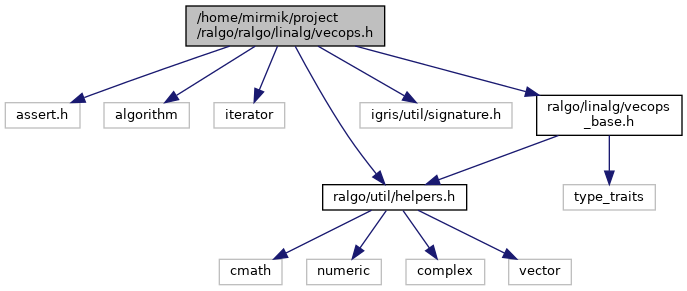 /home/mirmik/project
/ralgo/ralgo/linalg/vecops.h
assert.h
algorithm
iterator
igris/util/signature.h
ralgo/linalg/vecops
_base.h
ralgo/util/helpers.h
type_traits
cmath
numeric
complex
vector